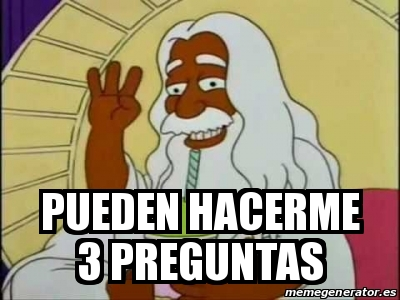 PUEDEN HACERME
3 PREGUNTAS
memegenerator.es